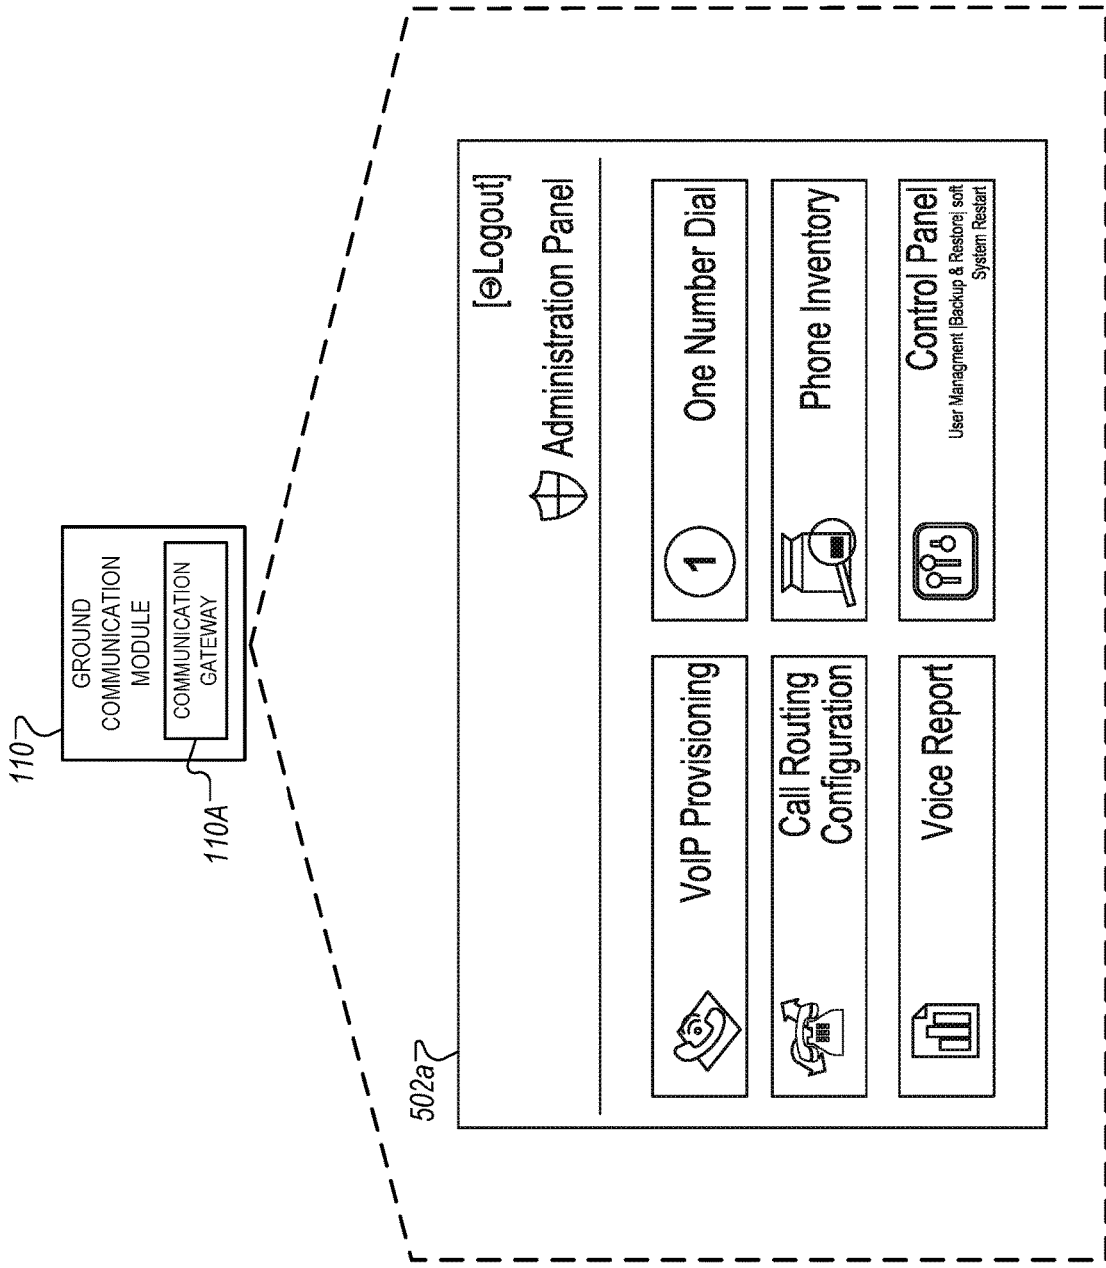 110
GROUND
COMMUNICATION
MODULE
COMMUNICATION
GATEWAY
110A
502a
[⊖Logout]
Administration Panel
VoIP Provisioning
1
One Number Dial
Call Routing
Configuration
Phone Inventory
Voice Report
Control Panel
User Managment |Backup & Restore| soft
System Restart